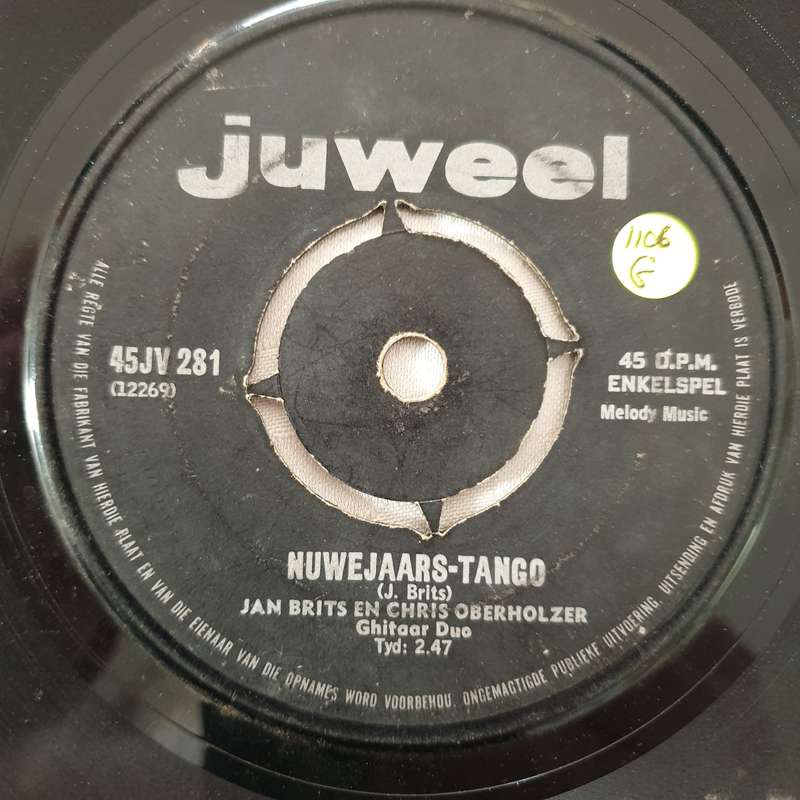 juweel
1106
G
45JV 281
(12269)
45 O.P.M.
ENKELSPEL
Melody Music
NUWEJAARS-TANGO
(J. Brits)
JAN BRITS EN CHRIS OBERHOLZER
Ghitaar Duo
Tyd: 2.47
ALLE REGTE VAN DIE FABRIKANT VAN HIERDIE PLAAT EN VAN DIE EIENAAR VAN DIE OPNAMES WORD VOORBEHOU. ONGEMAGTIGDE PUBLIEKE UITVOERING, UITSENDING EN AFDRUK VAN HIERDIE PLAAT IS VERBODE